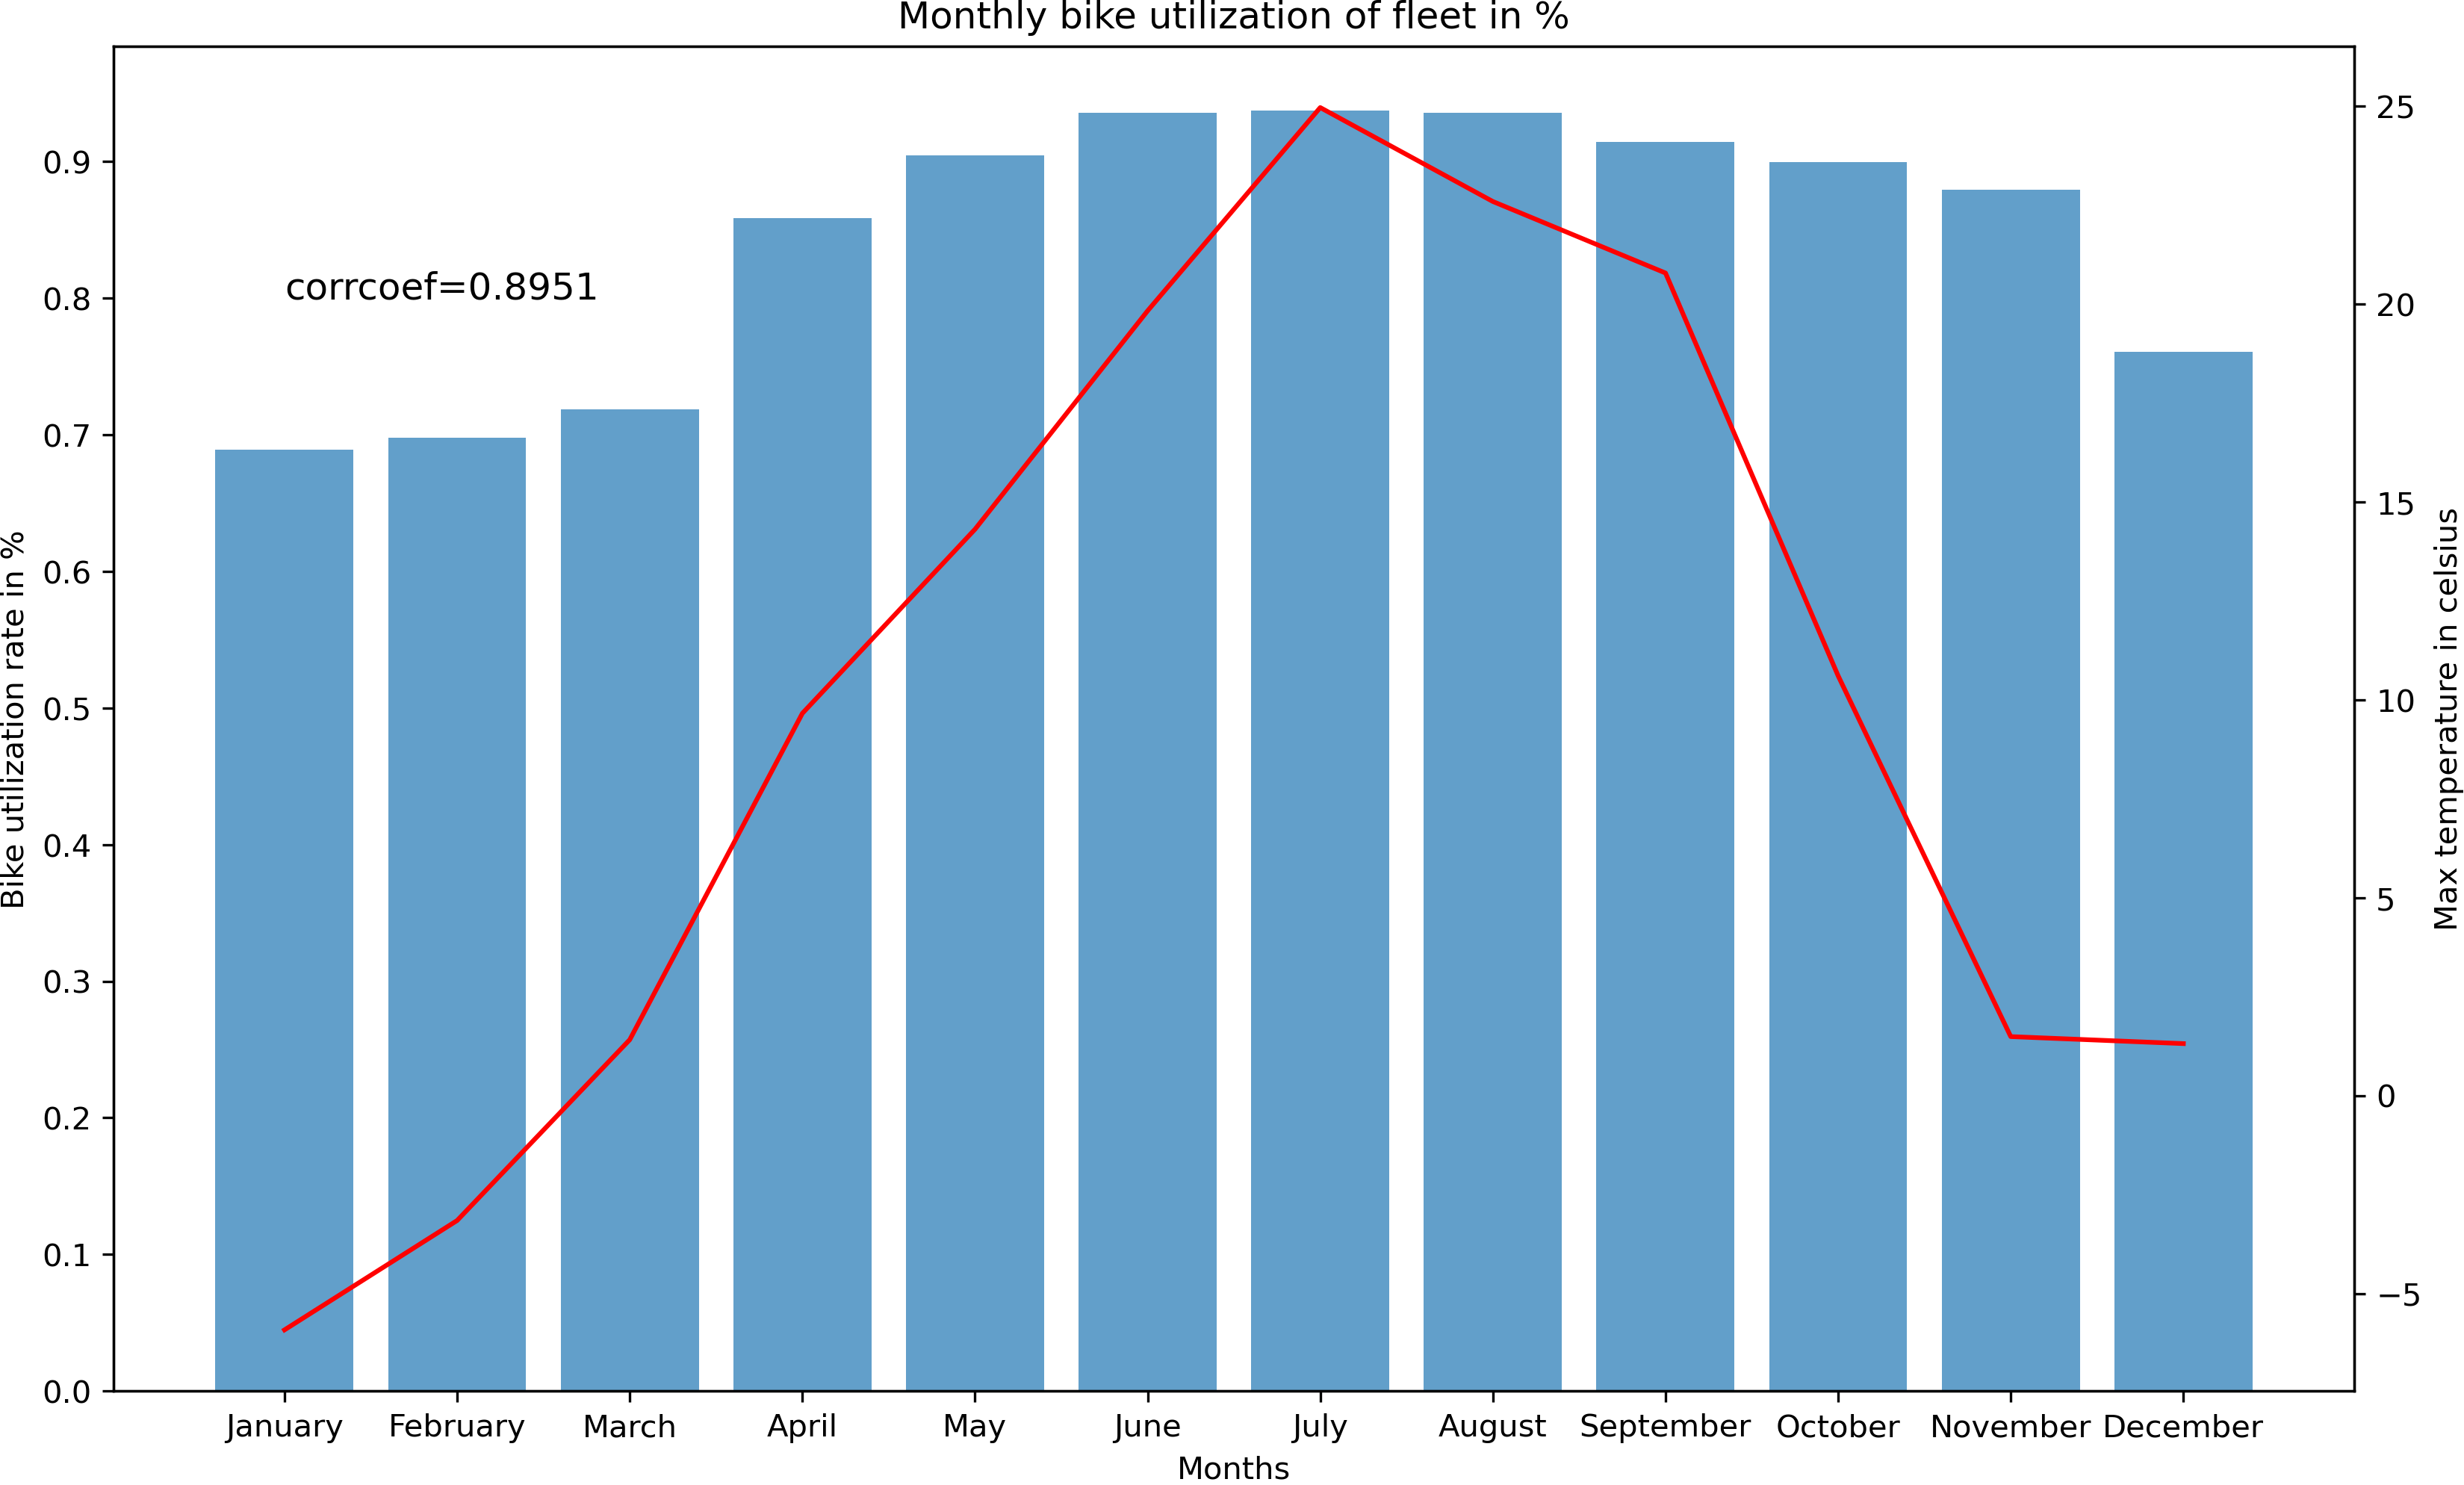 Monthly bike utilization of fleet in %
corrcoef=0.8951
Bike utilization rate in %
0.9
0.8
0.7
0.6
0.5
0.4
0.3
0.2
0.1
0.0
25
20
15
10
5
0
−5
Max temperature in celsius
January February March April May June July August September October November December
Months